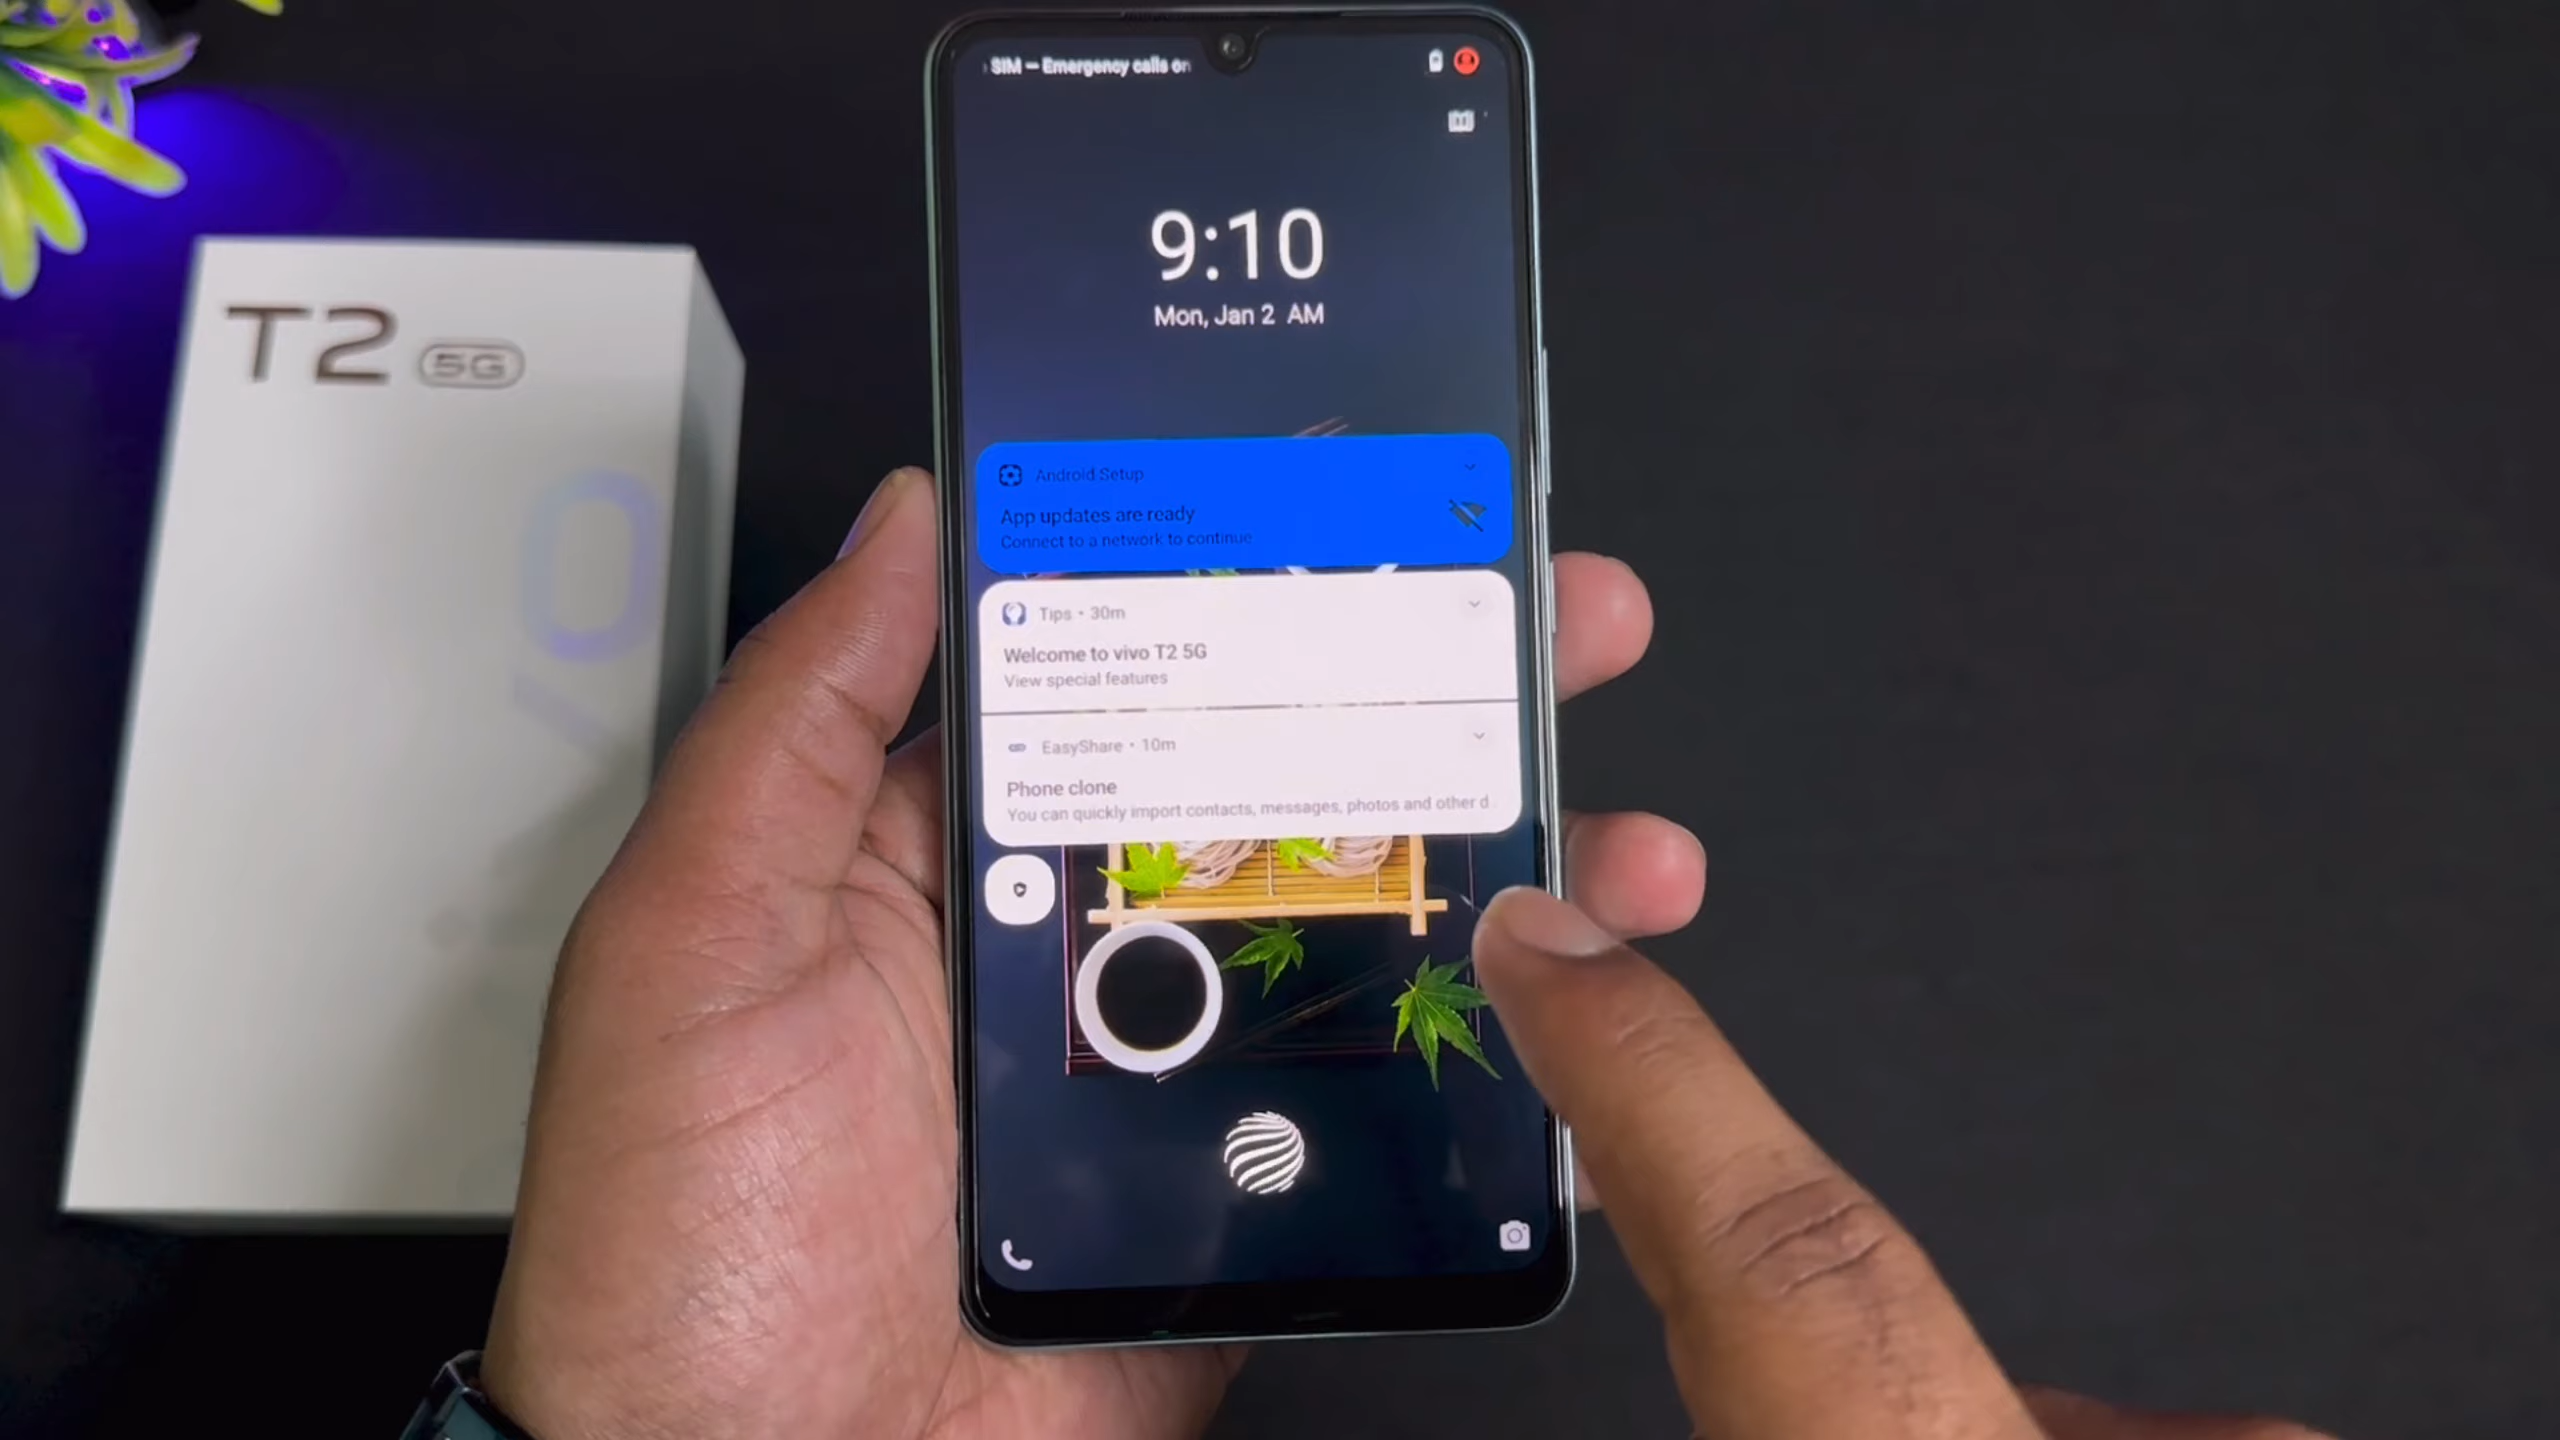 SIM – Emergency calls on
9:10
Mon, Jan 2 AM
T2 5G
Android Setup
App updates are ready
Connect to a network to continue
Tips • 30m
Welcome to vivo T2 5G
View special features
EasyShare • 10m
Phone clone
You can quickly import contacts, messages, photos and other d